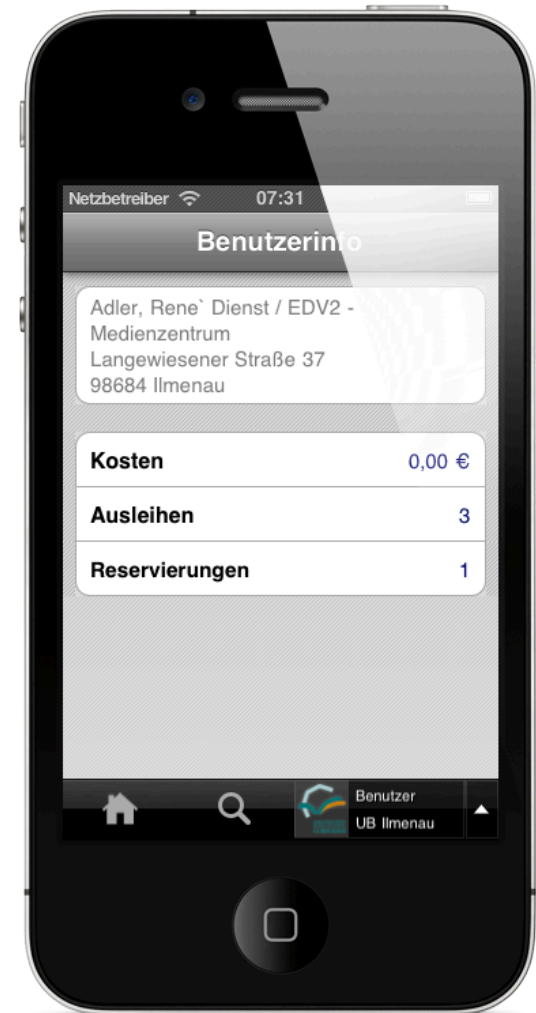 Netzbetreiber 07:31
Benutzerinfo
Adler, Rene` Dienst / EDV2 -
Medienzentrum
Langewiesener Straße 37
98684 Ilmenau
Kosten 0,00 €
Ausleihen 3
Reservierungen 1
Benutzer
UB Ilmenau